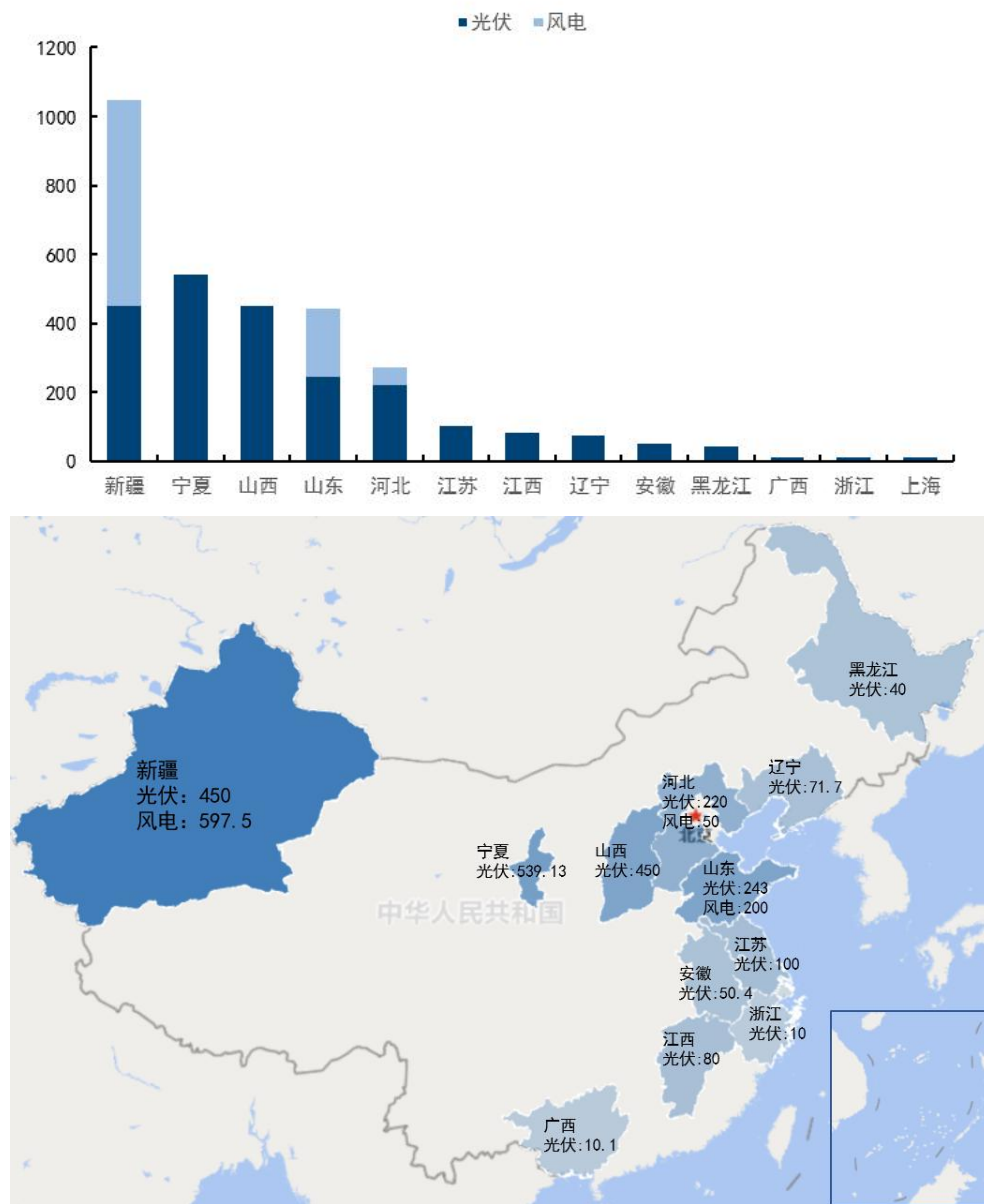 光伏 风电
1200
1000
800
600
400
200
0
新疆 宁夏 山西 山东 河北 江苏 江西 辽宁 安徽 黑龙江 广西 浙江 上海
黑龙江
光伏:40
辽宁
光伏:71.7
新疆
光伏：450
风电：597.5
河北
光伏:220
风电:50
北京
宁夏
光伏:539.13
山西
光伏:450
山东
光伏:243
风电:200
中华人民共和国
江苏
光伏:100
安徽
光伏:50.4
浙江
光伏:10
江西
光伏:80
广西
光伏:10.1